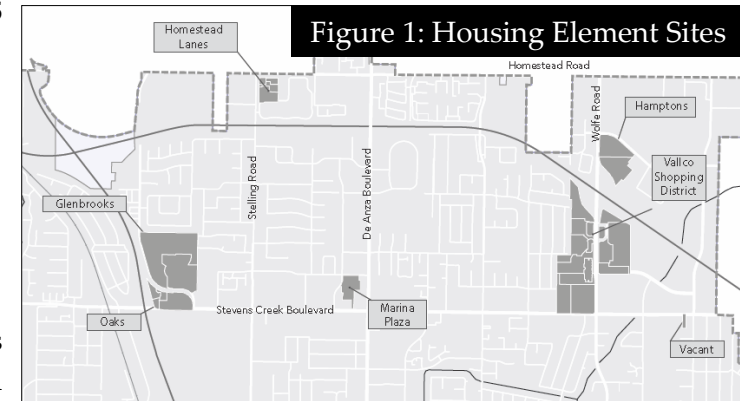 Homestead
Lanes
Figure 1: Housing Element Sites
Homestead Road
Wolfe Road
Hamptons
Vallco
Shopping
District
Stelling Road
De Anza Boulevard
Glenbrooks
Oaks
Stevens Creek Boulevard
Marina
Plaza
Vacant